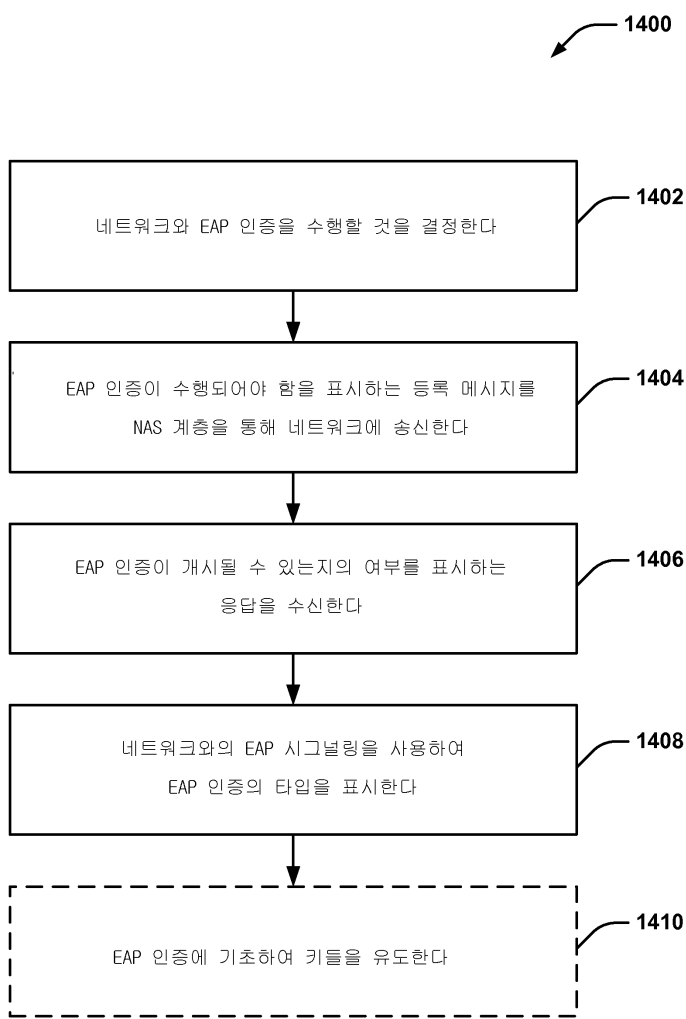 1400
네트워크와 EAP 인증을 수행할 것을 결정한다
1402
EAP 인증이 수행되어야 함을 표시하는 등록 메시지를
NAS 계층을 통해 네트워크에 송신한다
1404
EAP 인증이 개시될 수 있는지의 여부를 표시하는
응답을 수신한다
1406
네트워크와의 EAP 시그널링을 사용하여
EAP 인증의 타입을 표시한다
1408
EAP 인증에 기초하여 키들을 유도한다
1410